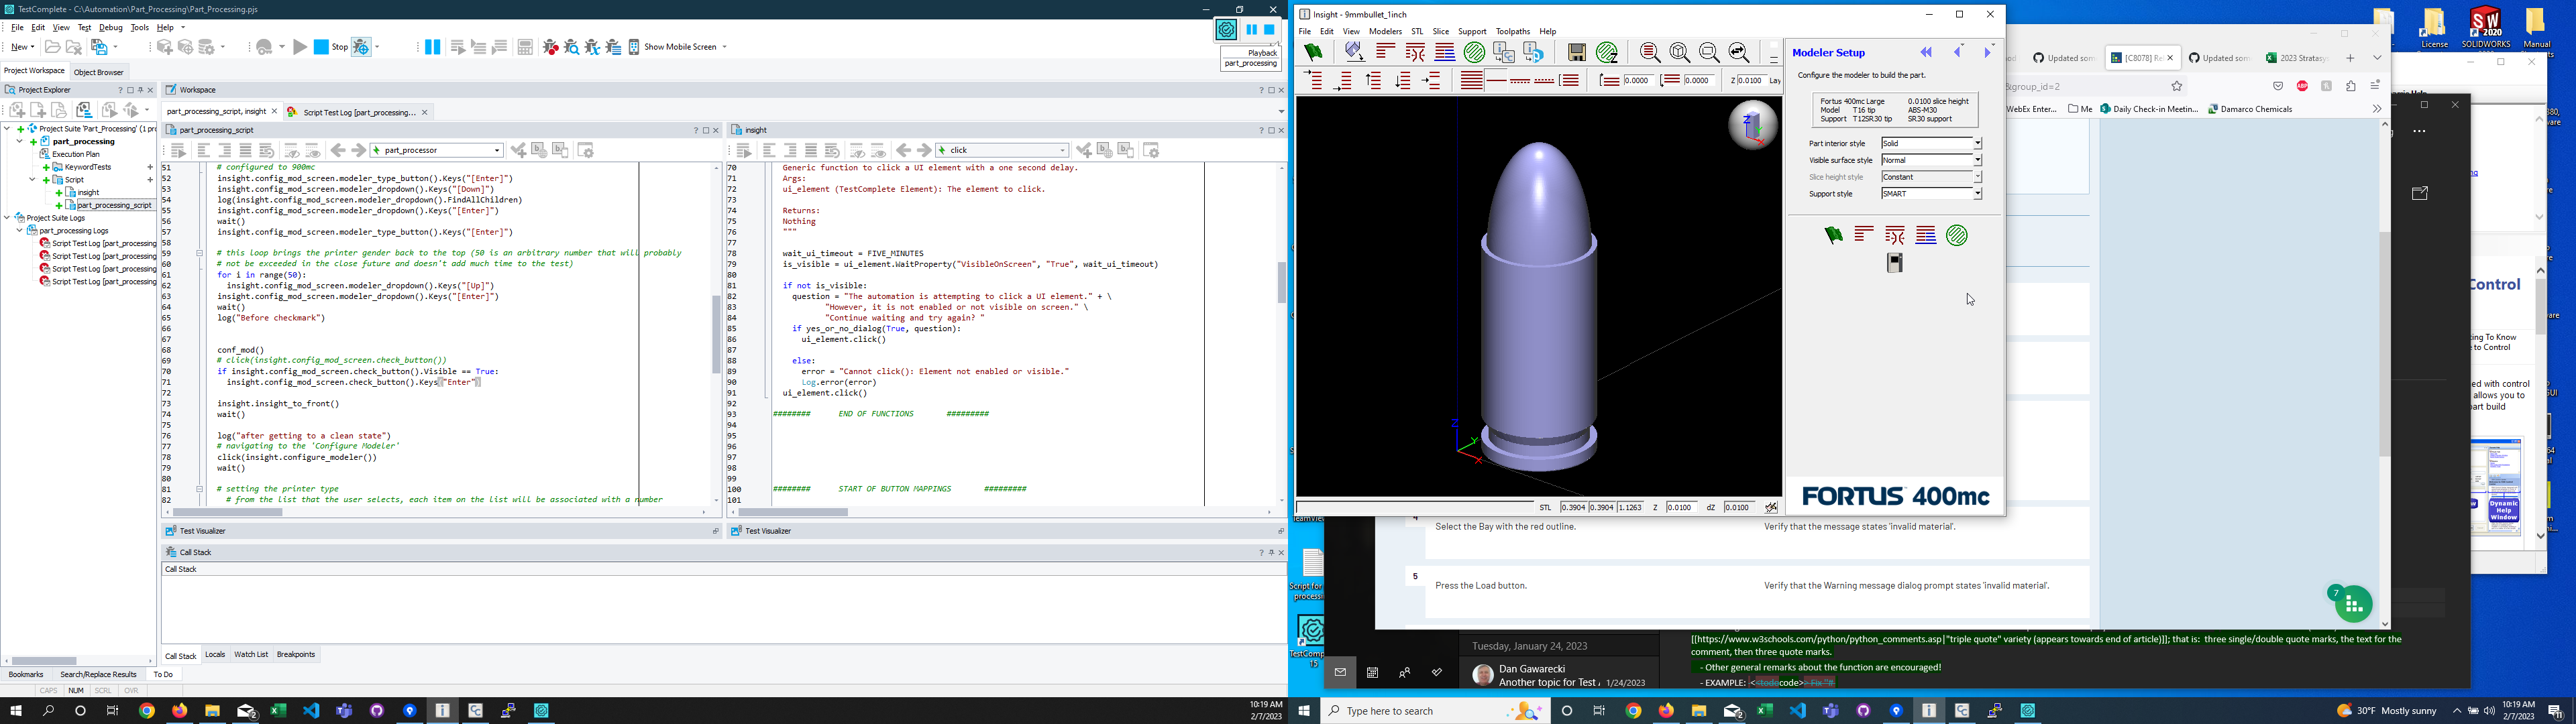 TestComplete - C:\Automation\Part_Processing\Part_Processing.pjs
File Edit View Test Debug Tools Help
New
Stop
Show Mobile Screen
Playback
part_processing
Project Workspace
Object Browser
Project Explorer
Project Suite 'Part_Processing' (1 pro
part_processing
Execution Plan
KeywordTests
Script
insight
part_processing_script
Project Suite Logs
part_processing Logs
Script Test Log [part_processing
Script Test Log [part_processing
Script Test Log [part_processing
Script Test Log [part_processing
Bookmarks Search/Replace Results To Do
CAPS NUM SCRL OVR
Workspace
part_processing_script, insight
Script Test Log [part_processing...
part_processing_script
part_processor
51 # configured to 900mc
52 insight.config_mod_screen.modeler_type_button().Keys("[Enter]")
53 insight.config_mod_screen.modeler_dropdown().Keys("[Down]")
54 log(insight.config_mod_screen.modeler_dropdown().FindAllChildren)
55 insight.config_mod_screen.modeler_dropdown().Keys("[Enter]")
56 wait()
57 insight.config_mod_screen.modeler_type_button().Keys("[Enter]")
58
59 # this loop brings the printer gender back to the top (50 is an arbitrary number that will probably
60 # not be exceeded in the close future and doesn't add much time to the test)
61 for i in range(50):
62 insight.config_mod_screen.modeler_dropdown().Keys("[Up]")
63 insight.config_mod_screen.modeler_dropdown().Keys("[Enter]")
64 wait()
65 log("Before checkmark")
66
67
68 conf_mod()
69 # click(insight.config_mod_screen.check_button())
70 if insight.config_mod_screen.check_button().Visible == True:
71 insight.config_mod_screen.check_button().Keys("Enter")
72
73 insight.insight_to_front()
74 wait()
75
76 log("after getting to a clean state")
77 # navigating to the 'Configure Modeler'
78 click(insight.configure_modeler())
79 wait()
80
81 # setting the printer type
82 # from the list that the user selects, each item on the list will be associated with a number
insight
click
70 Generic function to click a UI element with a one second delay.
71 Args:
72 ui_element (TestComplete Element): The element to click.
73
74 Returns:
75 Nothing
76 """
77
78 wait_ui_timeout = FIVE_MINUTES
79 is_visible = ui_element.WaitProperty("VisibleOnScreen", "True", wait_ui_timeout)
80
81 if not is_visible:
82 question = "The automation is attempting to click a UI element." + \
83 "However, it is not enabled or not visible on screen." \
84 "Continue waiting and try again? "
85 if yes_or_no_dialog(True, question):
86 ui_element.click()
87
88 else:
89 error = "Cannot click(): Element not enabled or visible."
90 Log.error(error)
91 ui_element.click()
92
93 ######## END OF FUNCTIONS #########
94
95
96
97
98
99
100 ######## START OF BUTTON MAPPINGS #########
101
Test Visualizer
Test Visualizer
Call Stack
Call Stack
Call Stack Locals Watch List Breakpoints
10:19 AM
2/7/2023
Insight - 9mmbullet_1inch
File Edit View Modelers STL Slice Support Toolpaths Help
0.0000 0.0000 Z 0.0100 Lay
Modeler Setup
Configure the modeler to build the part.
Fortus 400mc Large 0.0100 slice height
Model T16 tip ABS-M30
Support T12SR30 tip SR30 support
Part interior style Solid
Visible surface style Normal
Slice height style Constant
Support style SMART
FORTUS 400mc
Z
Y
X
STL 0.3904 0.3904 1.1263 Z 0.0100 dZ 0.0100
License
SOLIDWORKS
Manual
Updated som
[C8078] Re
Updated som
2023 Stratasy
&group_id=2
WebEx Enter...
Me
Daily Check-in Meetin...
Damarco Chemicals
Control
Dynamic
Help
Window
Select the Bay with the red outline.
Verify that the message states 'invalid material'.
5
Press the Load button.
Verify that the Warning message dialog prompt states 'invalid material'.
7
Tuesday, January 24, 2023
Dan Gawarecki
Another topic for Test 1/24/2023
[[https://www.w3schools.com/python/python_comments.asp|"triple quote" variety (appears towards end of article)]]; that is: three single/double quote marks, the text for the
comment, then three quote marks.
- Other general remarks about the function are encouraged!
Type here to search
30°F Mostly sunny
10:19 AM
2/7/2023